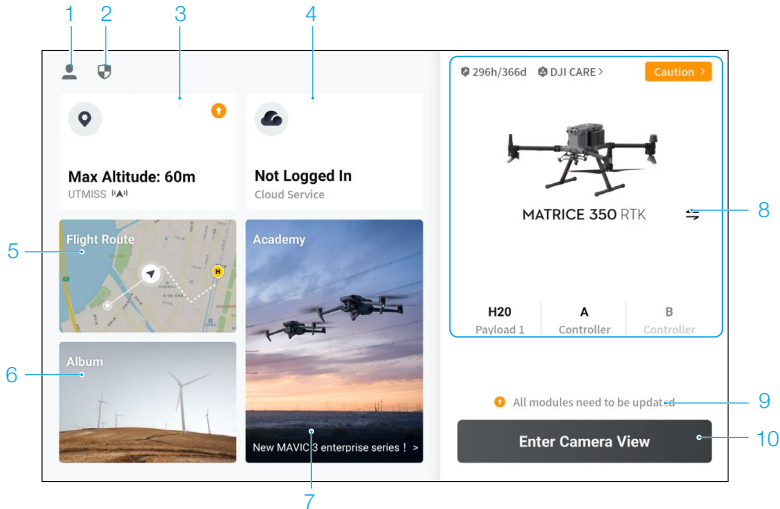 1
2
3
4
296h/366d
DJI CARE >
Caution >
Max Altitude: 60m
UTMISS
Not Logged In
Cloud Service
MATRICE 350 RTK
8
5
Flight Route
H
Academy
H20
Payload 1
A
Controller
B
Controller
6
Album
All modules need to be updated
9
New MAVIC 3 enterprise series！ >
Enter Camera View
10
7